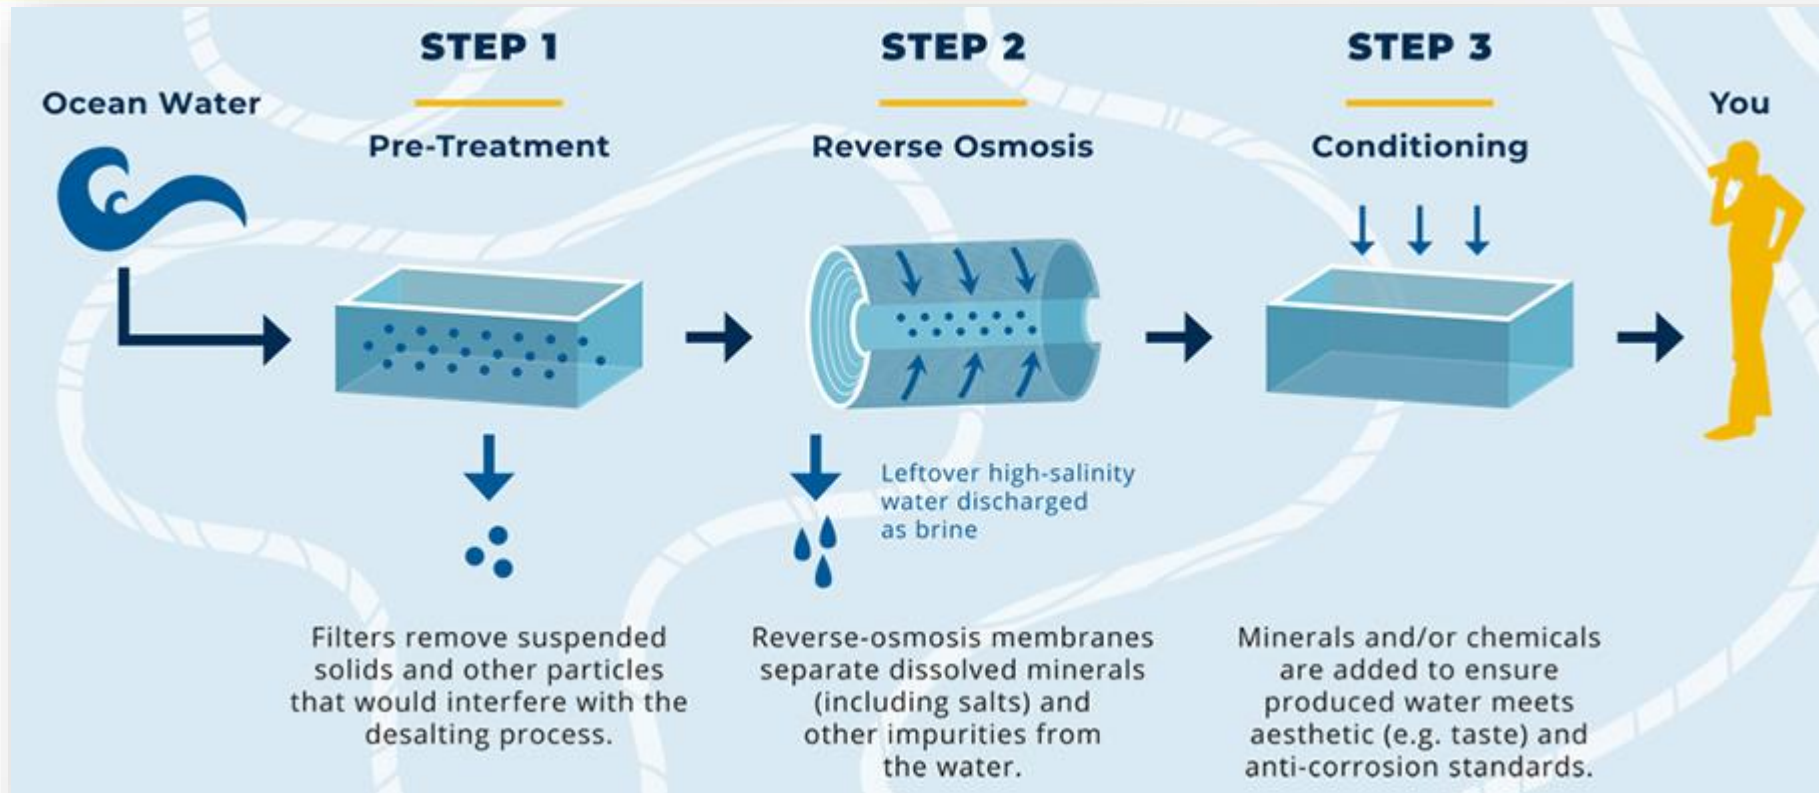 Ocean Water
STEP 1
Pre-Treatment
Filters remove suspended
solids and other particles
that would interfere with the
desalting process.
STEP 2
Reverse Osmosis
Leftover high-salinity
water discharged
as brine
Reverse-osmosis membranes
separate dissolved minerals
(including salts) and
other impurities from
the water.
STEP 3
Conditioning
Minerals and/or chemicals
are added to ensure
produced water meets
aesthetic (e.g. taste) and
anti-corrosion standards.
You